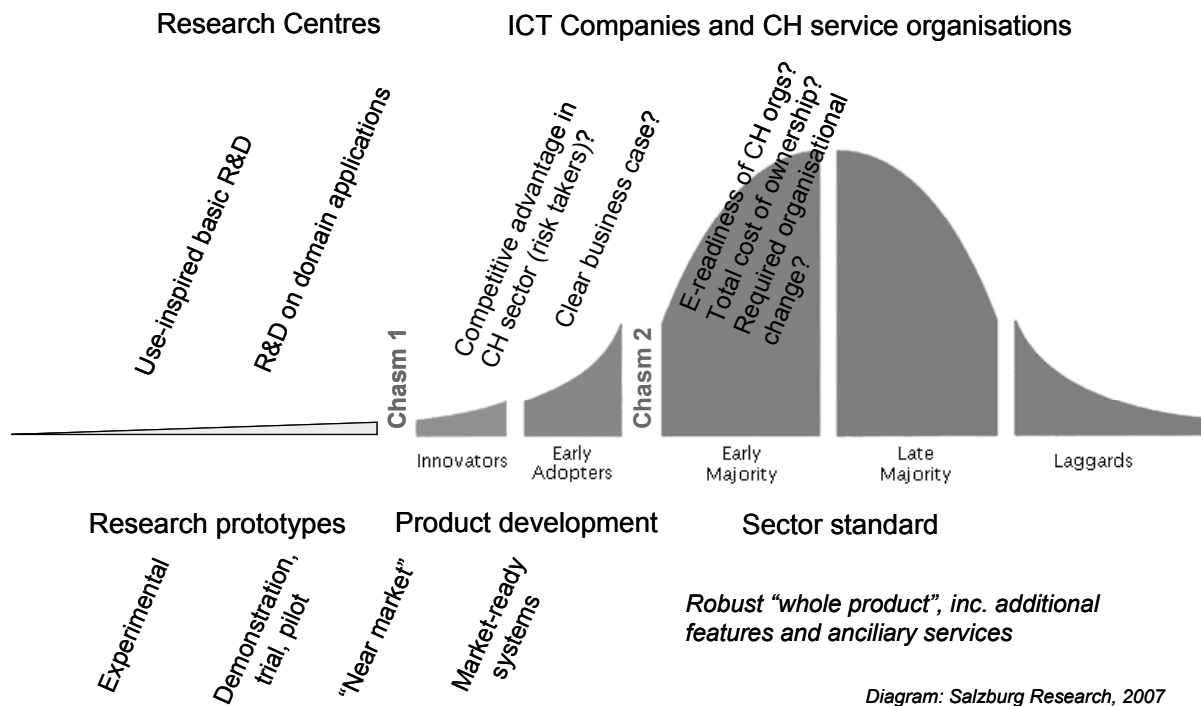 Research Centres
ICT Companies and CH service organisations
Use-inspired basic R&D
R&D on domain applications
Chasm 1
Competitive advantage in
CH sector (risk takers)?
Clear business case?
Chasm 2
E-readiness of CH orgs?
Total cost of ownership?
Required organisational
change?
Innovators
Early
Adopters
Early
Majority
Late
Majority
Laggards
Research prototypes
Product development
Sector standard
Experimental
Demonstration,
trial, pilot
“Near market”
Market-ready
systems
Robust “whole product”, inc. additional
features and anciliary services
Diagram: Salzburg Research, 2007